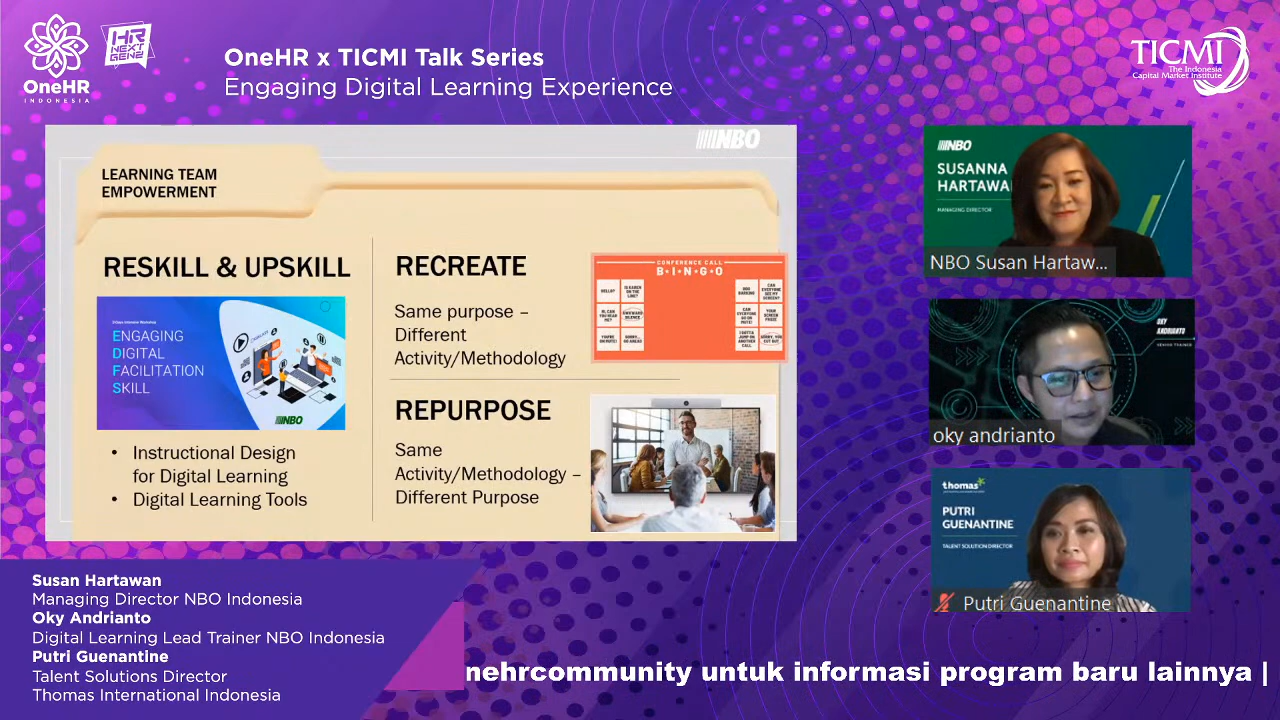 OneHR
INDONESIA
HR
NEXT
GEN
OneHR x TICMI Talk Series
Engaging Digital Learning Experience
TICMI
The Indonesia
Capital Market Institute
NBO
LEARNING TEAM
EMPOWERMENT
RESKILL & UPSKILL
ENGAGING
DIGITAL
FACILITATION
SKILL
NBO
• Instructional Design
for Digital Learning
• Digital Learning Tools
RECREATE
Same purpose –
Different
Activity/Methodology
CONFERENCE CALL
B•I•N•G•O
REPURPOSE
Same
Activity/Methodology –
Different Purpose
NBO
SUSANNA
HARTAWA
MANAGING DIRECTOR
NBO Susan Hartaw...
OKY
ANDRIANTO
oky andrianto
thomas
PUTRI
GUENANTINE
TALENT SOLUTION DIRECTOR
Putri Guenantine
Susan Hartawan
Managing Director NBO Indonesia
Oky Andrianto
Digital Learning Lead Trainer NBO Indonesia
Putri Guenantine
Talent Solutions Director
Thomas International Indonesia
nehrcommunity untuk informasi program baru lainnya |